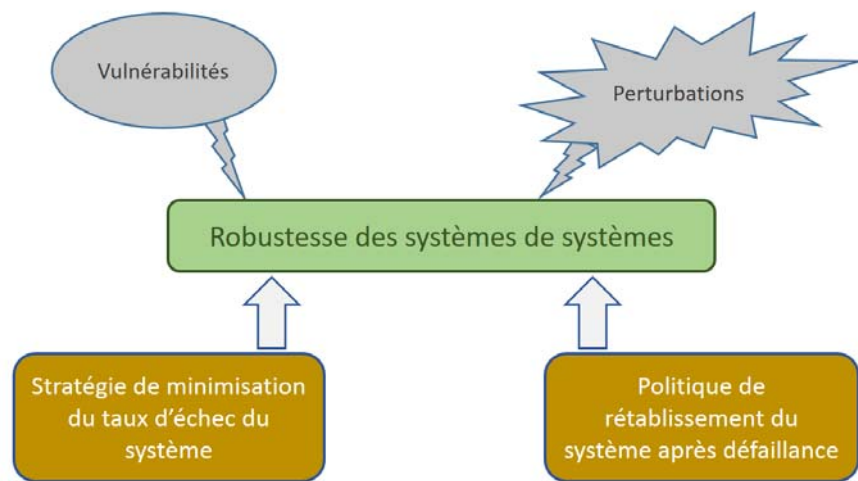 Vulnérabilités
Perturbations
Robustesse des systèmes de systèmes
Stratégie de minimisation
du taux d’échec du
système
Politique de
rétablissement du
système après défaillance